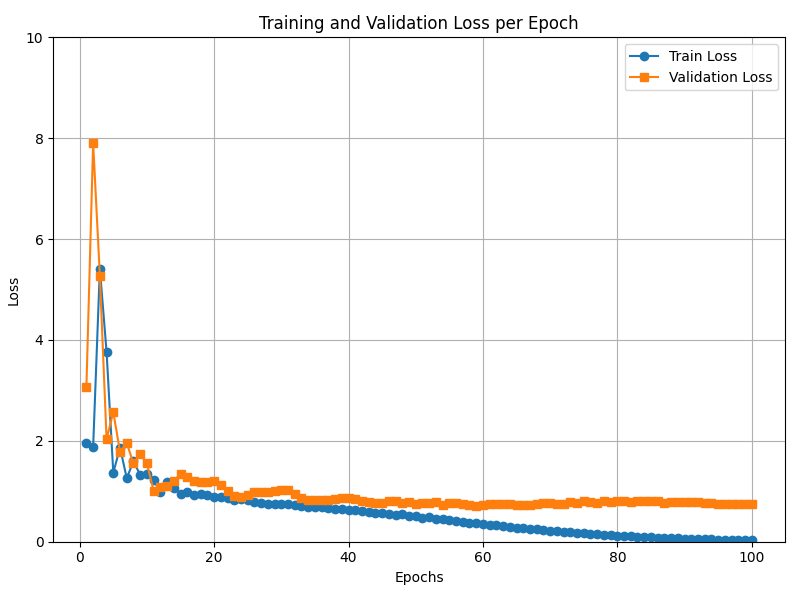 Training and Validation Loss per Epoch
Train Loss
Validation Loss
Loss
10
8
6
4
2
0
0 20 40 60 80 100
Epochs